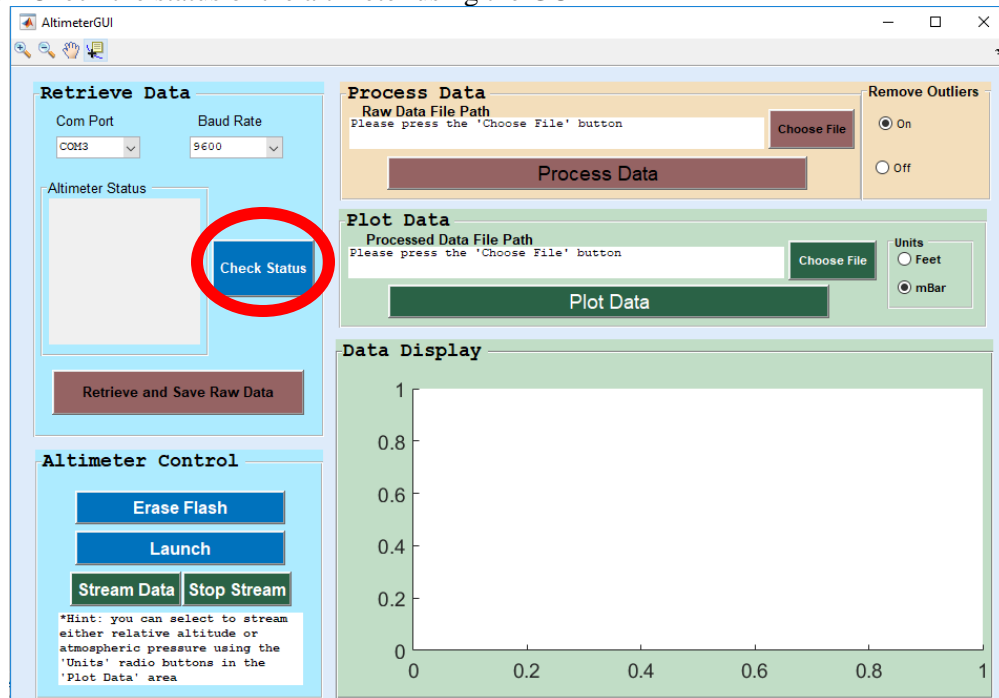 AltimeterGUI
Retrieve Data
Com Port
Baud Rate
COM3
9600
Altimeter Status
Check Status
Retrieve and Save Raw Data
Altimeter Control
Erase Flash
Launch
Stream Data
Stop Stream
*Hint: you can select to stream
either relative altitude or
atmospheric pressure using the
'Units' radio buttons in the
'Plot Data' area
Process Data
Raw Data File Path
Please press the 'Choose File' button
Choose File
Process Data
Remove Outliers
On
Off
Plot Data
Processed Data File Path
Please press the 'Choose File' button
Choose File
Plot Data
Units
Feet
mBar
Data Display
1
0.8
0.6
0.4
0.2
0
0
0.2
0.4
0.6
0.8
1